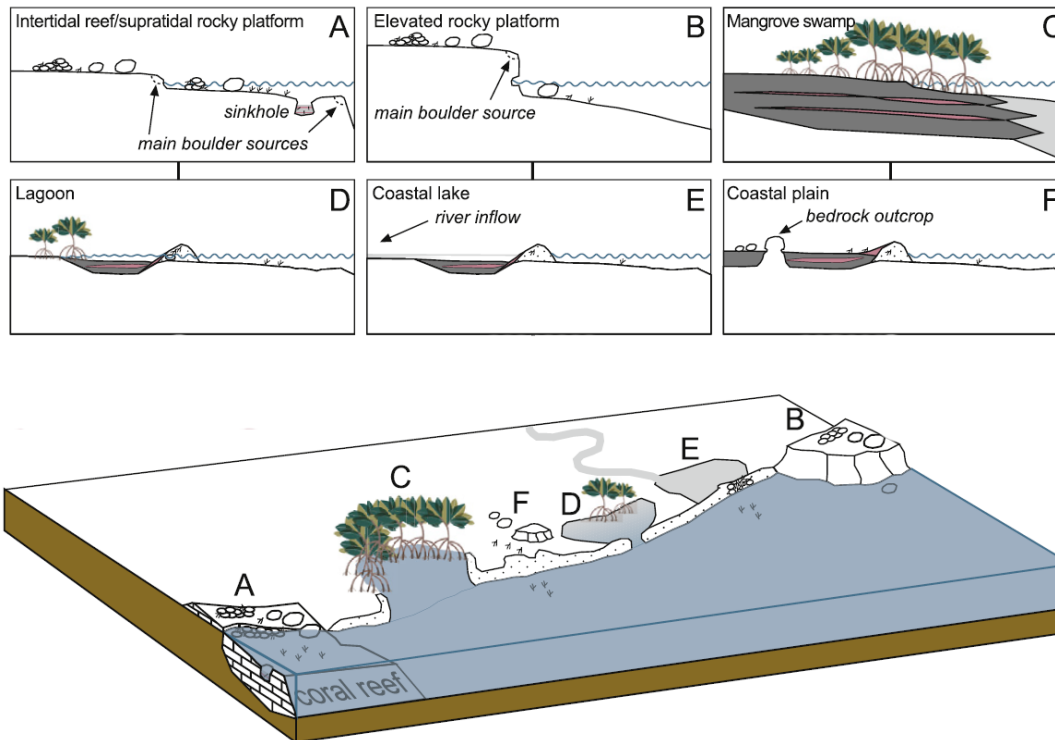 Intertidal reef/supratidal rocky platform
A
sinkhole
main boulder sources
Elevated rocky platform
B
main boulder source
Mangrove swamp
C
Lagoon
D
Coastal lake
E
river inflow
Coastal plain
F
bedrock outcrop
B
E
C
F
D
A
coral reef